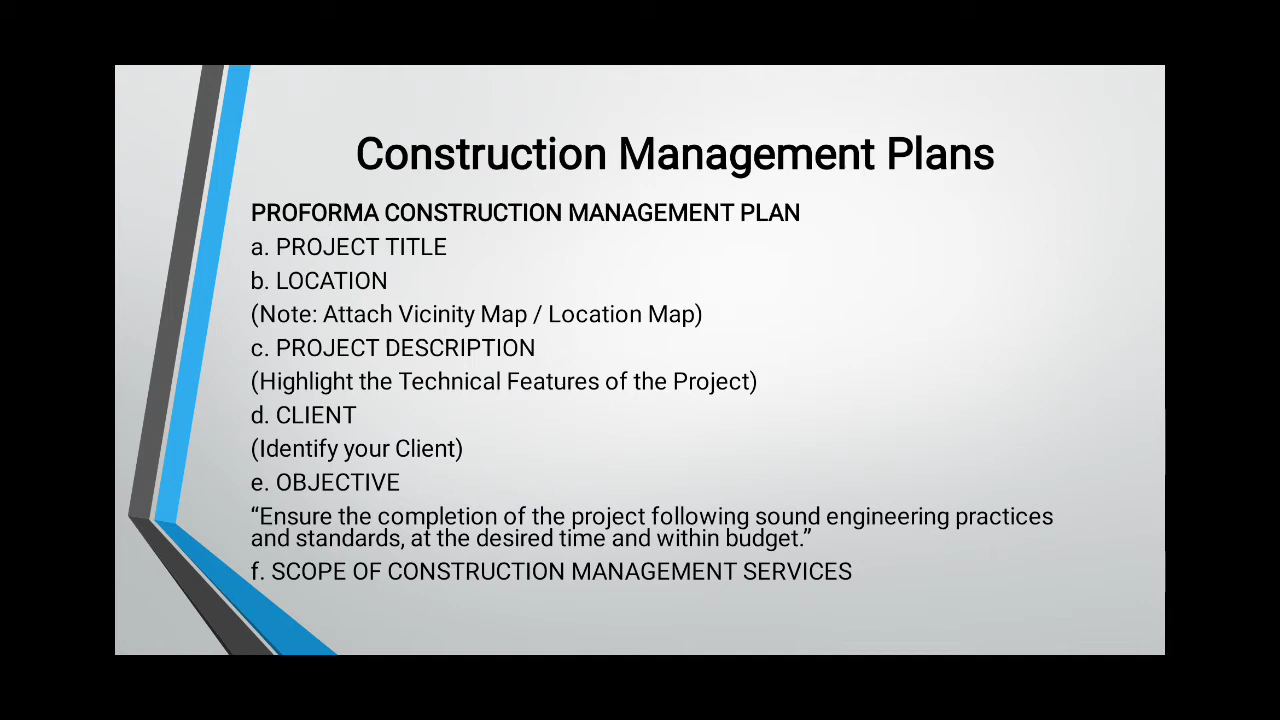 Construction Management Plans
PROFORMA CONSTRUCTION MANAGEMENT PLAN
a. PROJECT TITLE
b. LOCATION
(Note: Attach Vicinity Map / Location Map)
c. PROJECT DESCRIPTION
(Highlight the Technical Features of the Project)
d. CLIENT
(Identify your Client)
e. OBJECTIVE
“Ensure the completion of the project following sound engineering practices
and standards, at the desired time and within budget.”
f. SCOPE OF CONSTRUCTION MANAGEMENT SERVICES